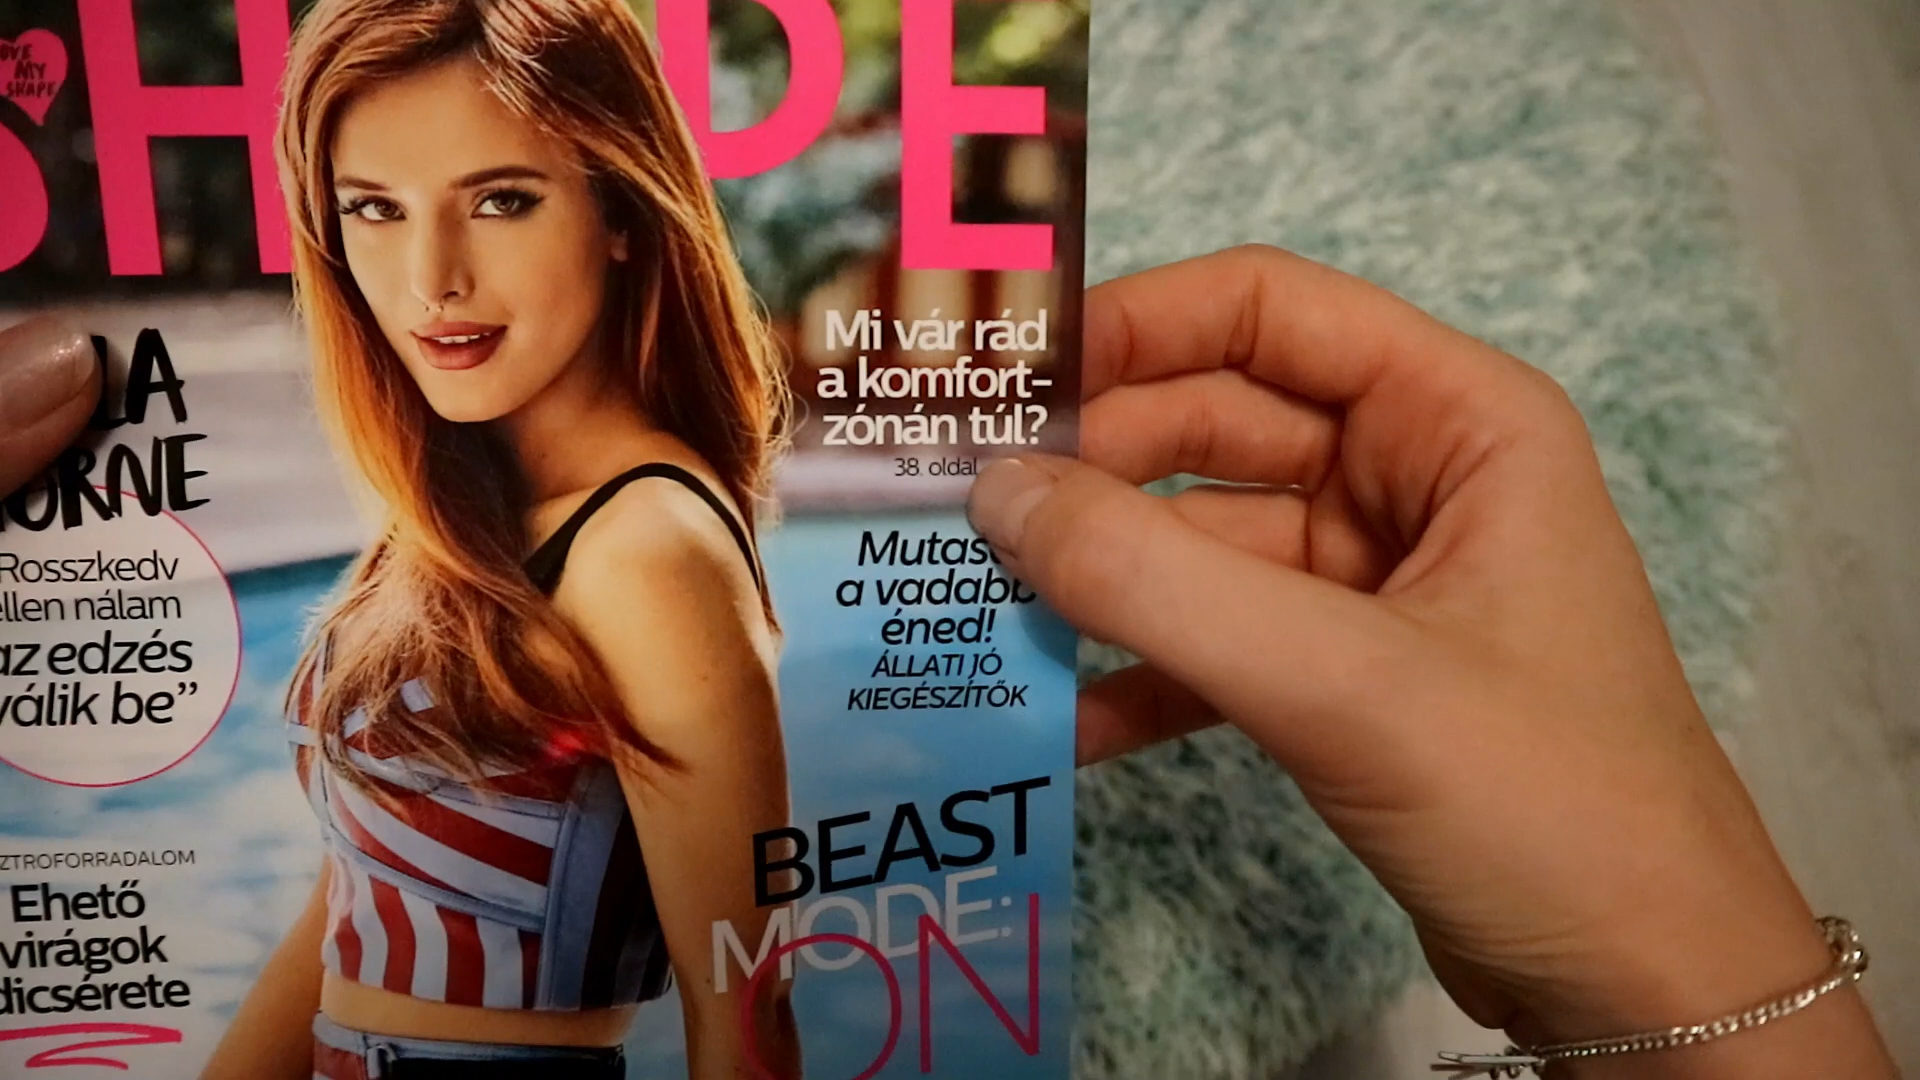 SHAPE
LOVE
MY
SHAPE
LA
ORNE
Rosszkedv
ellen nálam
az edzés
válik be”
ZTROFORRADALOM
Ehető
virágok
dicsérete
Mi vár rád
a komfort-
zónán túl?
38. oldal
Mutas
a vadabb
éned!
ÁLLATI JÓ
KIEGÉSZÍTŐK
BEAST
MODE:
ON